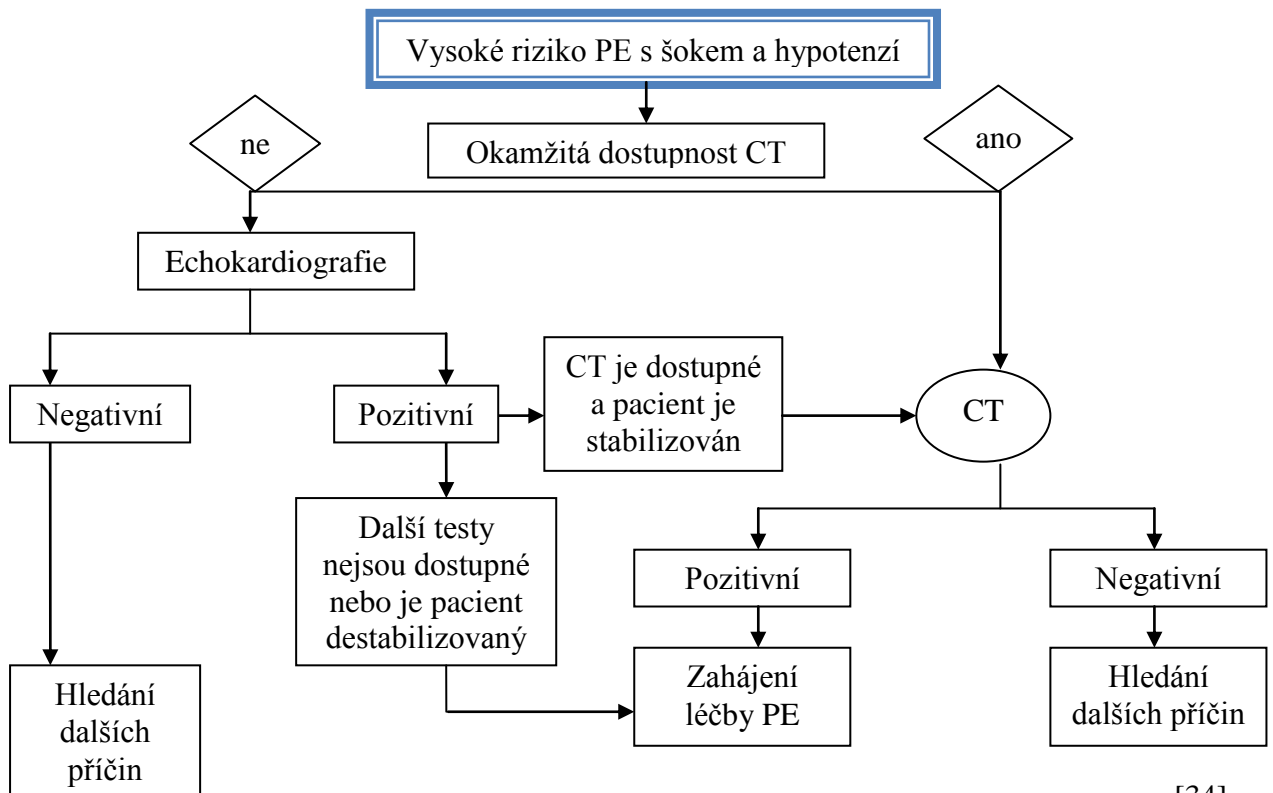 Vysoké riziko PE s šokem a hypotenzí
ne
Okamžitá dostupnost CT
ano
Echokardiografie
CT je dostupné
a pacient je
stabilizován
Negativní
Pozitivní
CT
Další testy
nejsou dostupné
nebo je pacient
destabilizovaný
Pozitivní
Negativní
Hledání
dalších
příčin
Zahájení
léčby PE
Hledání
dalších příčin
[34]